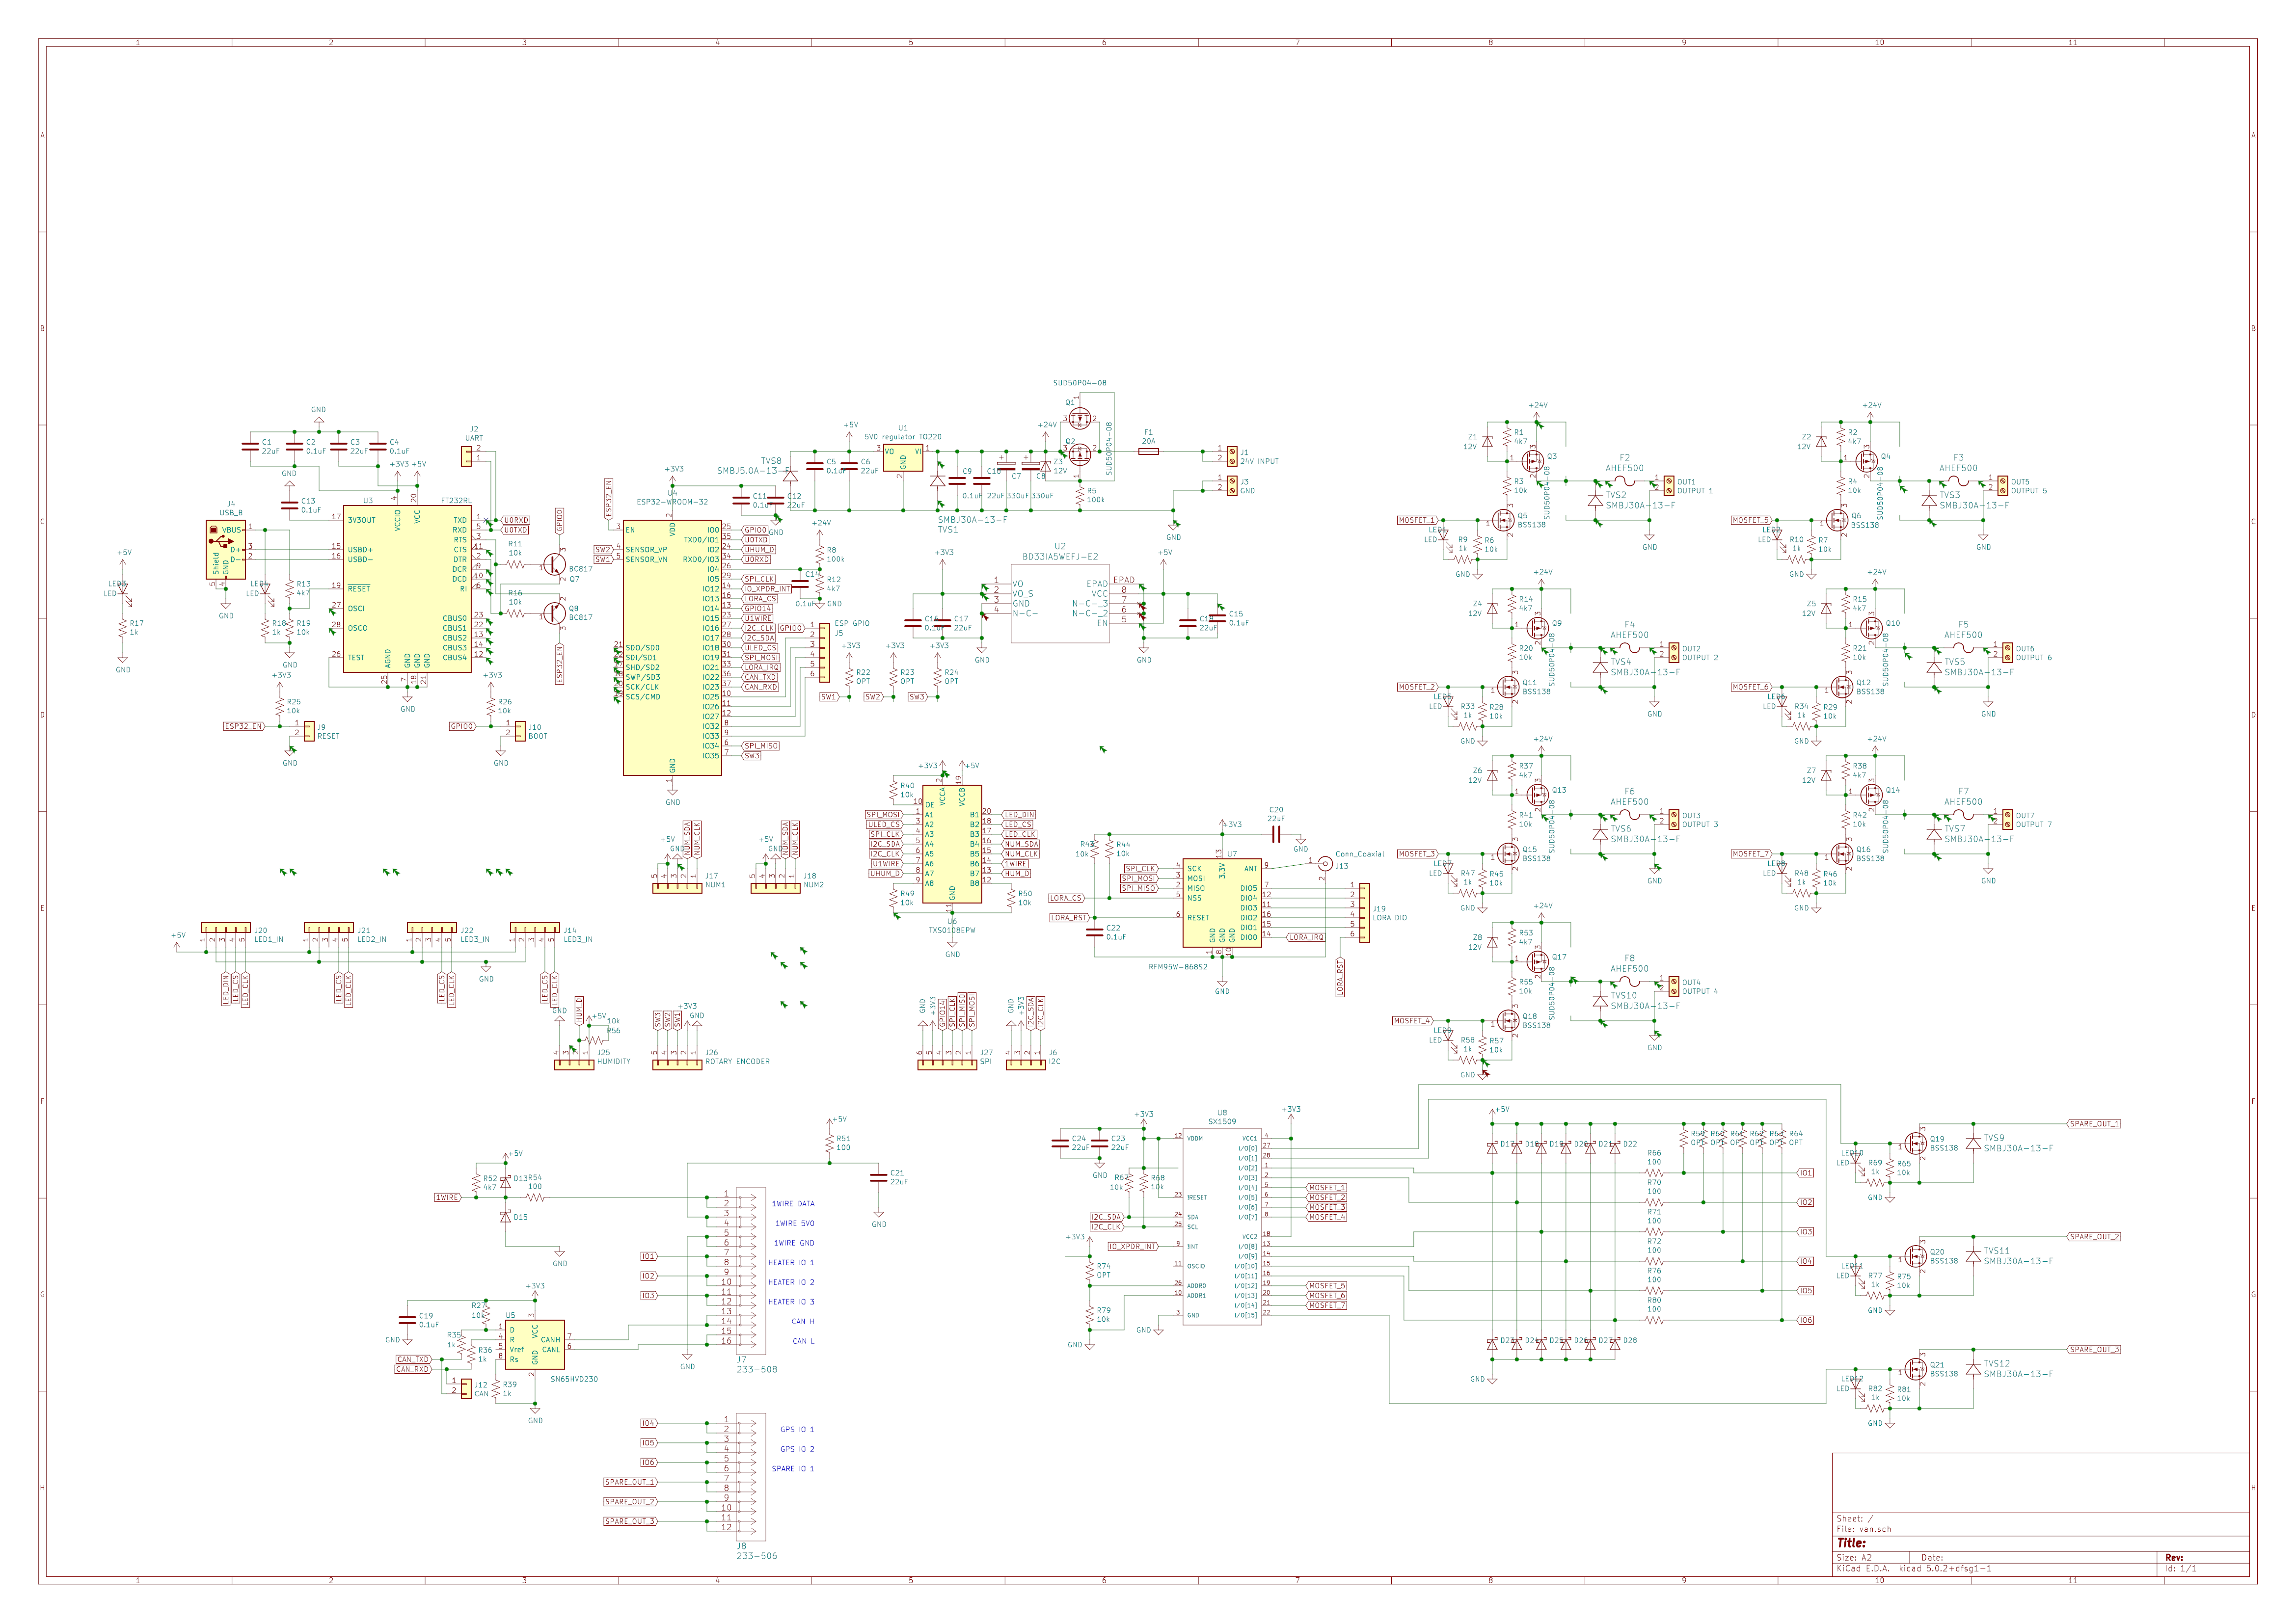 1 2 3 4 5 6 7 8 9 10 11
A
B
C
D
E
F
G
H
GND
C1
22uF
C2
0.1uF
C3
22uF
C4
0.1uF
+3V3 +5V
J2
UART
C13
0.1uF
GND
J4
USB_B
VBUS
D+
D-
Shield
GND
U3
FT232RL
3V3OUT
USBD+
USBD-
RESET
OSCI
OSCO
TEST
VCCIO
VCC
TXD
RXD
RTS
CTS
DTR
DCR
DCD
RI
CBUS0
CBUS1
CBUS2
CBUS3
CBUS4
AGND
GND
GND
GND
U0RXD
U0TXD
GPIO0
R11
10k
BC817
Q7
R16
10k
Q8
BC817
ESP32_EN
+5V
LED
R17
1k
GND
LED
R13
4k7
R18
1k
R19
10k
GND
+3V3
R25
10k
ESP32_EN
J9
RESET
GND
+3V3
R26
10k
GPIO0
J10
BOOT
GND
ESP32_EN
SW2
SW1
+3V3
U4
ESP32-WROOM-32
VDD
EN
SENSOR_VP
SENSOR_VN
SDO/SD0
SDI/SD1
SHD/SD2
SWP/SD3
SCK/CLK
SCS/CMD
GND
IO0
TXD0/IO1
IO2
RXD0/IO3
IO4
IO5
IO12
IO13
IO14
IO15
IO16
IO17
IO18
IO19
IO21
IO22
IO23
IO25
IO26
IO27
IO32
IO33
IO34
IO35
GPIO0
U0TXD
UHUM_D
U0RXD
SPI_CLK
IO_XPDR_INT
LORA_CS
GPIO14
U1WIRE
I2C_CLK
I2C_SDA
ULED_CS
SPI_MOSI
LORA_IRQ
CAN_TXD
CAN_RXD
SPI_MISO
SW3
GND
C11
0.1uF
C12
22uF
GND
TVS8
SMBJ5.0A-13
+5V
C5
0.1uF
C6
22uF
U1
5V0 regulator TO220
VO
VI
GND
SMBJ30A-13-F
TVS1
C9
0.1uF
C10
22uF
C7
330uF
C8
330uF
+24V
Z3
12V
SUD50P04-08
Q1
Q2
SUD50P04-08
R5
100k
F1
20A
J1
24V INPUT
J3
GND
GND
+24V
R8
100k
R12
4k7
C14
0.1uF
GND
GPIO0
ESP GPIO
J5
+3V3
R22
OPT
SW1
+3V3
R23
OPT
SW2
+3V3
R24
OPT
SW3
+3V3
C16
0.1uF
C17
22uF
U2
BD33IA5WEFJ-E2
VO
VO_S
GND
N-C-
EPAD
VCC
N-C-_3
N-C-_2
EN
EPAD
GND
+3V3
C15
0.1uF
GND
+3V3
+5V
R40
10k
VCCA
VCCB
OE
A1
A2
A3
A4
A5
A6
A7
A8
B1
B2
B3
B4
B5
B6
B7
B8
GND
SPI_MOSI
ULED_CS
SPI_CLK
I2C_SDA
I2C_CLK
U1WIRE
UHUM_D
LED_DIN
LED_CS
LED_CLK
NUM_SDA
NUM_CLK
1WIRE
HUM_D
R49
10k
R50
10k
U6
TXS0108EPW
GND
+5V
GND
NUM_SDA
NUM_CLK
J17
NUM1
+5V
GND
NUM_SDA
NUM_CLK
J18
NUM2
+3V3
C20
22uF
GND
R43
10k
R44
10k
U7
3.3V
SCK
MOSI
MISO
NSS
RESET
ANT
DIO5
DIO4
DIO3
DIO2
DIO1
DIO0
GND
GND
GND
SPI_CLK
SPI_MOSI
SPI_MISO
LORA_CS
LORA_RST
C22
0.1uF
RFM95W-868S2
GND
Conn_Coaxial
J13
J19
LORA DIO
LORA_IRQ
LORA_RST
+5V
J20
LED1_IN
J21
LED2_IN
J22
LED3_IN
J14
LED3_IN
LED_DIN
LED_CS
LED_CLK
LED_CS
LED_CLK
LED_CS
LED_CLK
LED_CS
LED_CLK
GND
GND
HUM_D
+5V
10k
R56
J25
HUMIDITY
SW3
SW2
SW1
+3V3
GND
J26
ROTARY ENCODER
GND
+3V3
GPIO14
SPI_CLK
SPI_MISO
SPI_MOSI
J27
SPI
GND
+3V3
I2C_SDA
I2C_CLK
J6
I2C
+24V
Z1
12V
R1
4k7
R3
10k
Q3
SUD50P04-08
F2
AHEF500
OUT1
OUTPUT 1
TVS2
SMBJ30A-13-F
MOSFET_1
LED
Q5
BSS138
R9
1k
R6
10k
GND
GND
+24V
Z2
12V
R2
4k7
R4
10k
Q4
SUD50P04-08
F3
AHEF500
OUT5
OUTPUT 5
TVS3
SMBJ30A-13-F
MOSFET_5
LED
Q6
BSS138
R10
1k
R7
10k
GND
GND
+24V
Z4
12V
R14
4k7
R20
10k
Q9
SUD50P04-08
F4
AHEF500
OUT2
OUTPUT 2
TVS4
SMBJ30A-13-F
MOSFET_2
LED
Q11
BSS138
R33
1k
R28
10k
GND
GND
+24V
Z5
12V
R15
4k7
R21
10k
Q10
SUD50P04-08
F5
AHEF500
OUT6
OUTPUT 6
TVS5
SMBJ30A-13-F
MOSFET_6
LED
Q12
BSS138
R34
1k
R29
10k
GND
GND
+24V
Z6
12V
R37
4k7
R41
10k
Q13
SUD50P04-08
F6
AHEF500
OUT3
OUTPUT 3
TVS6
SMBJ30A-13-F
MOSFET_3
LED
Q15
BSS138
R47
1k
R45
10k
GND
GND
+24V
Z7
12V
R38
4k7
R42
10k
Q14
SUD50P04-08
F7
AHEF500
OUT7
OUTPUT 7
TVS7
SMBJ30A-13-F
MOSFET_7
LED
Q16
BSS138
R48
1k
R46
10k
GND
GND
+24V
Z8
12V
R53
4k7
R55
10k
Q17
SUD50P04-08
F8
AHEF500
OUT4
OUTPUT 4
TVS10
SMBJ30A-13-F
MOSFET_4
LED
Q18
BSS138
R58
1k
R57
10k
GND
GND
+5V
R51
100
C21
22uF
GND
+5V
R52
4k7
D13
R54
100
1WIRE
D15
GND
1WIRE DATA
1WIRE 5V0
1WIRE GND
HEATER IO 1
HEATER IO 2
HEATER IO 3
CAN H
CAN L
IO1
IO2
IO3
GND
J7
233-508
+3V3
C19
0.1uF
GND
R27
10k
R35
1k
R36
1k
U5
D
R
Vref
Rs
VCC
GND
CANH
CANL
CAN_TXD
CAN_RXD
J12
CAN
R39
1k
SN65HVD230
GND
IO4
IO5
IO6
SPARE_OUT_1
SPARE_OUT_2
SPARE_OUT_3
GPS IO 1
GPS IO 2
SPARE IO 1
J8
233-506
+3V3
C24
22uF
C23
22uF
GND
R67
10k
R68
10k
U8
SX1509
VDDM
SDA
SCL
OSCIO
ADDR0
ADDR1
GND
VCC1
I/O[0]
I/O[1]
I/O[2]
I/O[3]
I/O[4]
I/O[5]
I/O[6]
I/O[7]
VCC2
I/O[8]
I/O[9]
I/O[10]
I/O[11]
I/O[12]
I/O[13]
I/O[14]
I/O[15]
+3V3
I2C_SDA
I2C_CLK
+3V3
IO_XPDR_INT
R74
OPT
R79
10k
GND
GND
MOSFET_1
MOSFET_2
MOSFET_3
MOSFET_4
MOSFET_5
MOSFET_6
MOSFET_7
+5V
D22
R64
OPT
R66
100
R70
100
R71
100
R72
100
R76
100
R80
100
IO1
IO2
IO3
IO4
IO5
IO6
D28
GND
LED10
LED
Q19
BSS138
R69
1k
R65
10k
GND
TVS9
SMBJ30A-13-F
SPARE_OUT_1
LED11
LED
Q20
BSS138
R77
1k
R75
10k
GND
TVS11
SMBJ30A-13-F
SPARE_OUT_2
LED12
LED
Q21
BSS138
R82
1k
R81
10k
GND
TVS12
SMBJ30A-13-F
SPARE_OUT_3
Sheet: /
File: van.sch
Title:
Size: A2 Date: Rev:
KiCad E.D.A. kicad 5.0.2+dfsg1-1 Id: 1/1